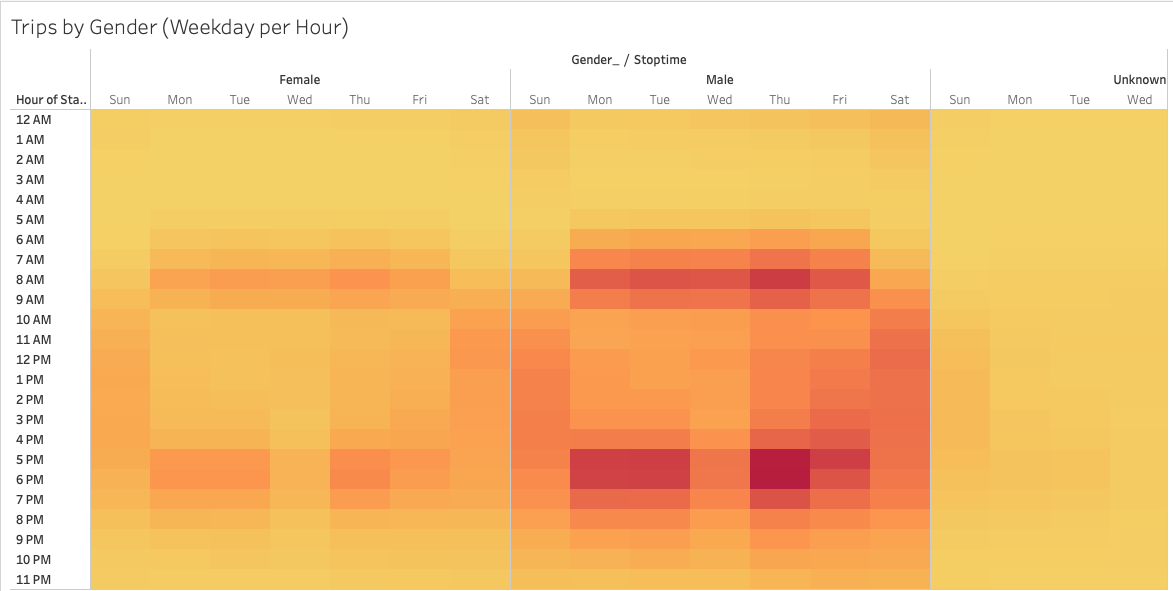 Trips by Gender (Weekday per Hour)
Gender_ / Stoptime
Female Male Unknown
Hour of Sta.. Sun Mon Tue Wed Thu Fri Sat Sun Mon Tue Wed Thu Fri Sat Sun Mon Tue Wed
12 AM
1 AM
2 AM
3 AM
4 AM
5 AM
6 AM
7 AM
8 AM
9 AM
10 AM
11 AM
12 PM
1 PM
2 PM
3 PM
4 PM
5 PM
6 PM
7 PM
8 PM
9 PM
10 PM
11 PM